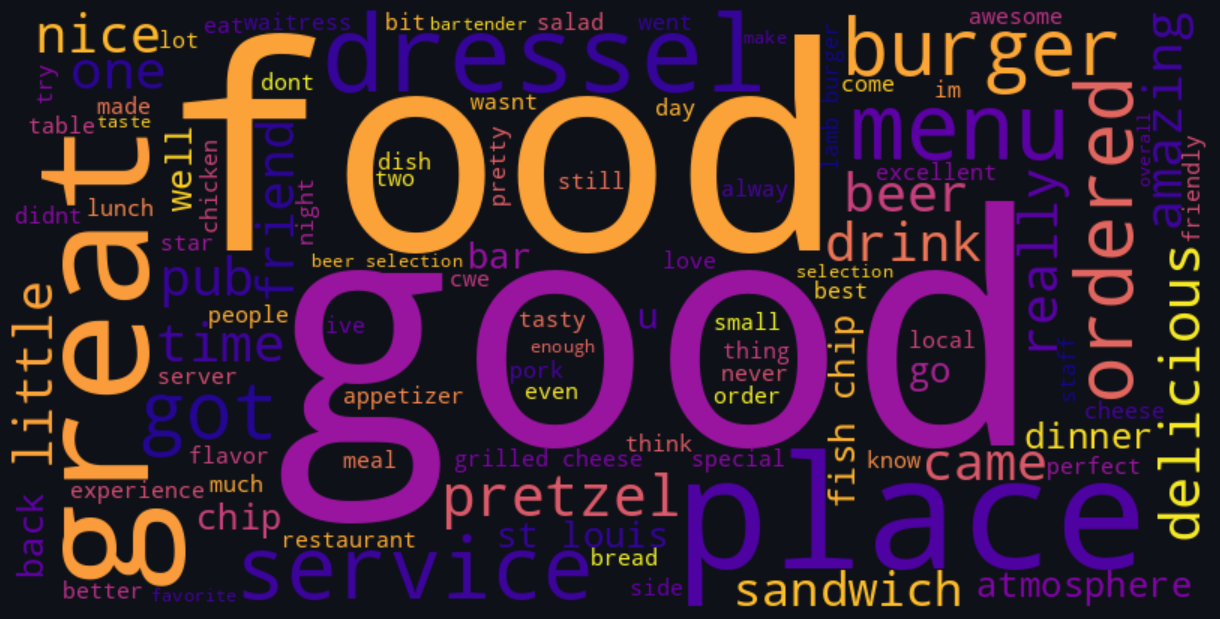 nice
lot
eat
waitress
bit
bartender
salad
went
make
awesome
burger
amazing
try
one
dont
dressel
food
wasnt
day
lamb burger
come
im
made
table
taste
well
chicken
friend
night
pretty
dish
two
still
alway
menu
excellent
beer
ordered
overall
friendly
great
didnt
lunch
star
pub
beer selection
bar
cwe
love
drink
selection
best
really
delicious
little
people
time
server
ive
good
tasty
enough
pork
even
u
small
thing
never
order
fish chip
local
go
staff
got
appetizer
cheese
dinner
flavor
meal
think
grilled cheese
special
know
came
perfect
back
experience
much
chip
pretzel
place
restaurant
st louis
service
bread
better
favorite
side
sandwich
atmosphere